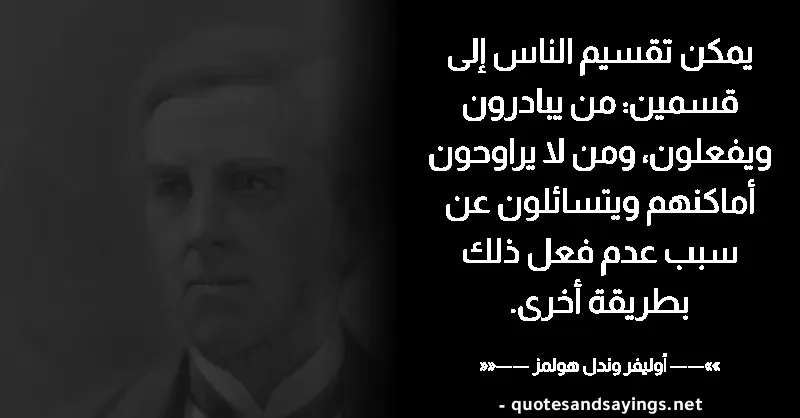 يمكن تقسيم الناس إلى
قسمين: من يبادرون
ويفعلون، ومن لا يراوحون
أماكنهم ويتسائلون عن
سبب عدم فعل ذلك
بطريقة أخرى.
»»—— أوليفر وندل هولمز ——««
- quotesandsayings.net